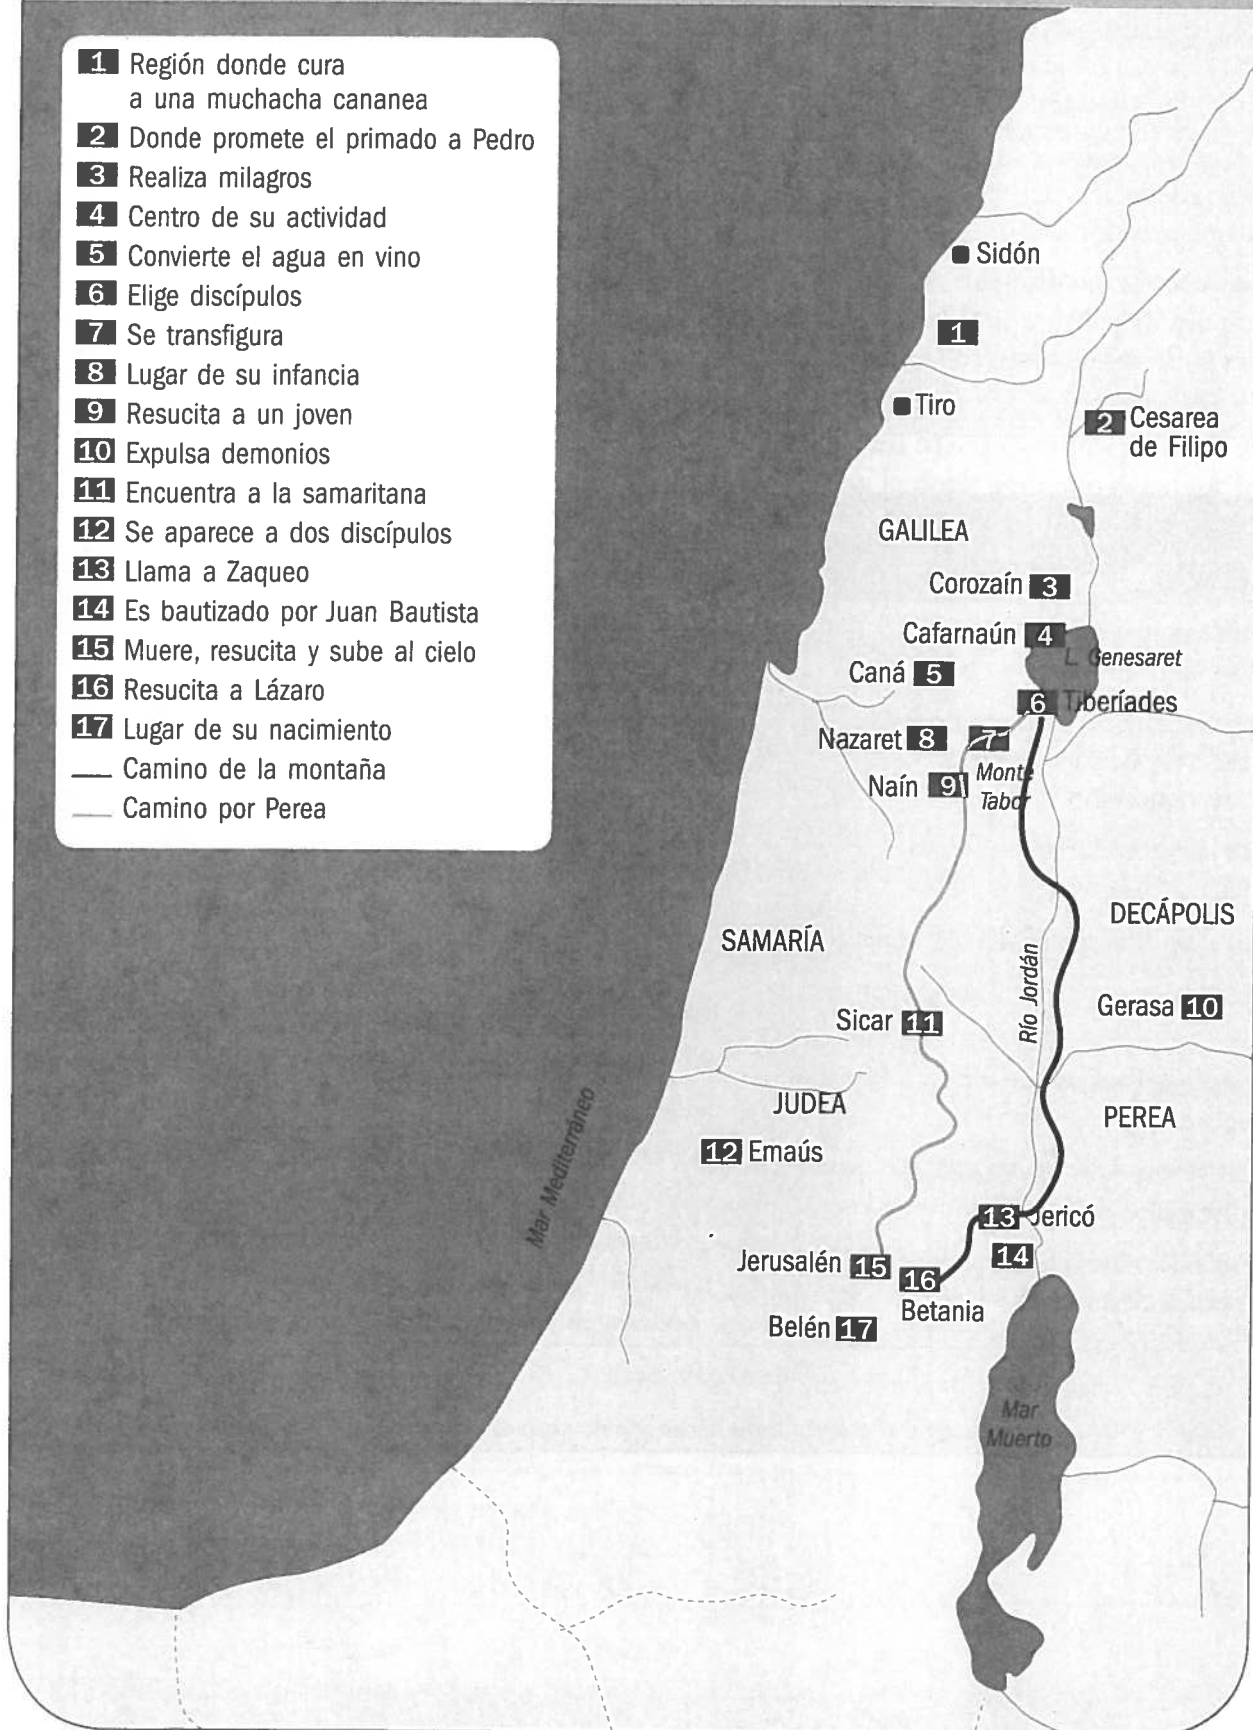 1 Región donde cura
a una muchacha cananea
2 Donde promete el primado a Pedro
3 Realiza milagros
4 Centro de su actividad
5 Convierte el agua en vino
6 Elige discípulos
7 Se transfigura
8 Lugar de su infancia
9 Resucita a un joven
10 Expulsa demonios
11 Encuentra a la samaritana
12 Se aparece a dos discípulos
13 Llama a Zaqueo
14 Es bautizado por Juan Bautista
15 Muere, resucita y sube al cielo
16 Resucita a Lázaro
17 Lugar de su nacimiento
Camino de la montaña
Camino por Perea
Sidón
1
Tiro
2 Cesarea
de Filipo
GALILEA
Corozaín 3
Cafarnaún 4
L. Genesaret
Caná 5
6 Tiberíades
Nazaret 8
7
Monte
Tabor
Naín 9
DECÁPOLIS
SAMARÍA
Río Jordán
Gerasa 10
Sicar 11
JUDEA
PEREA
Mar Mediterráneo
12 Emaús
13 Jericó
14
Jerusalén 15
16
Betania
Belén 17
Mar
Muerto